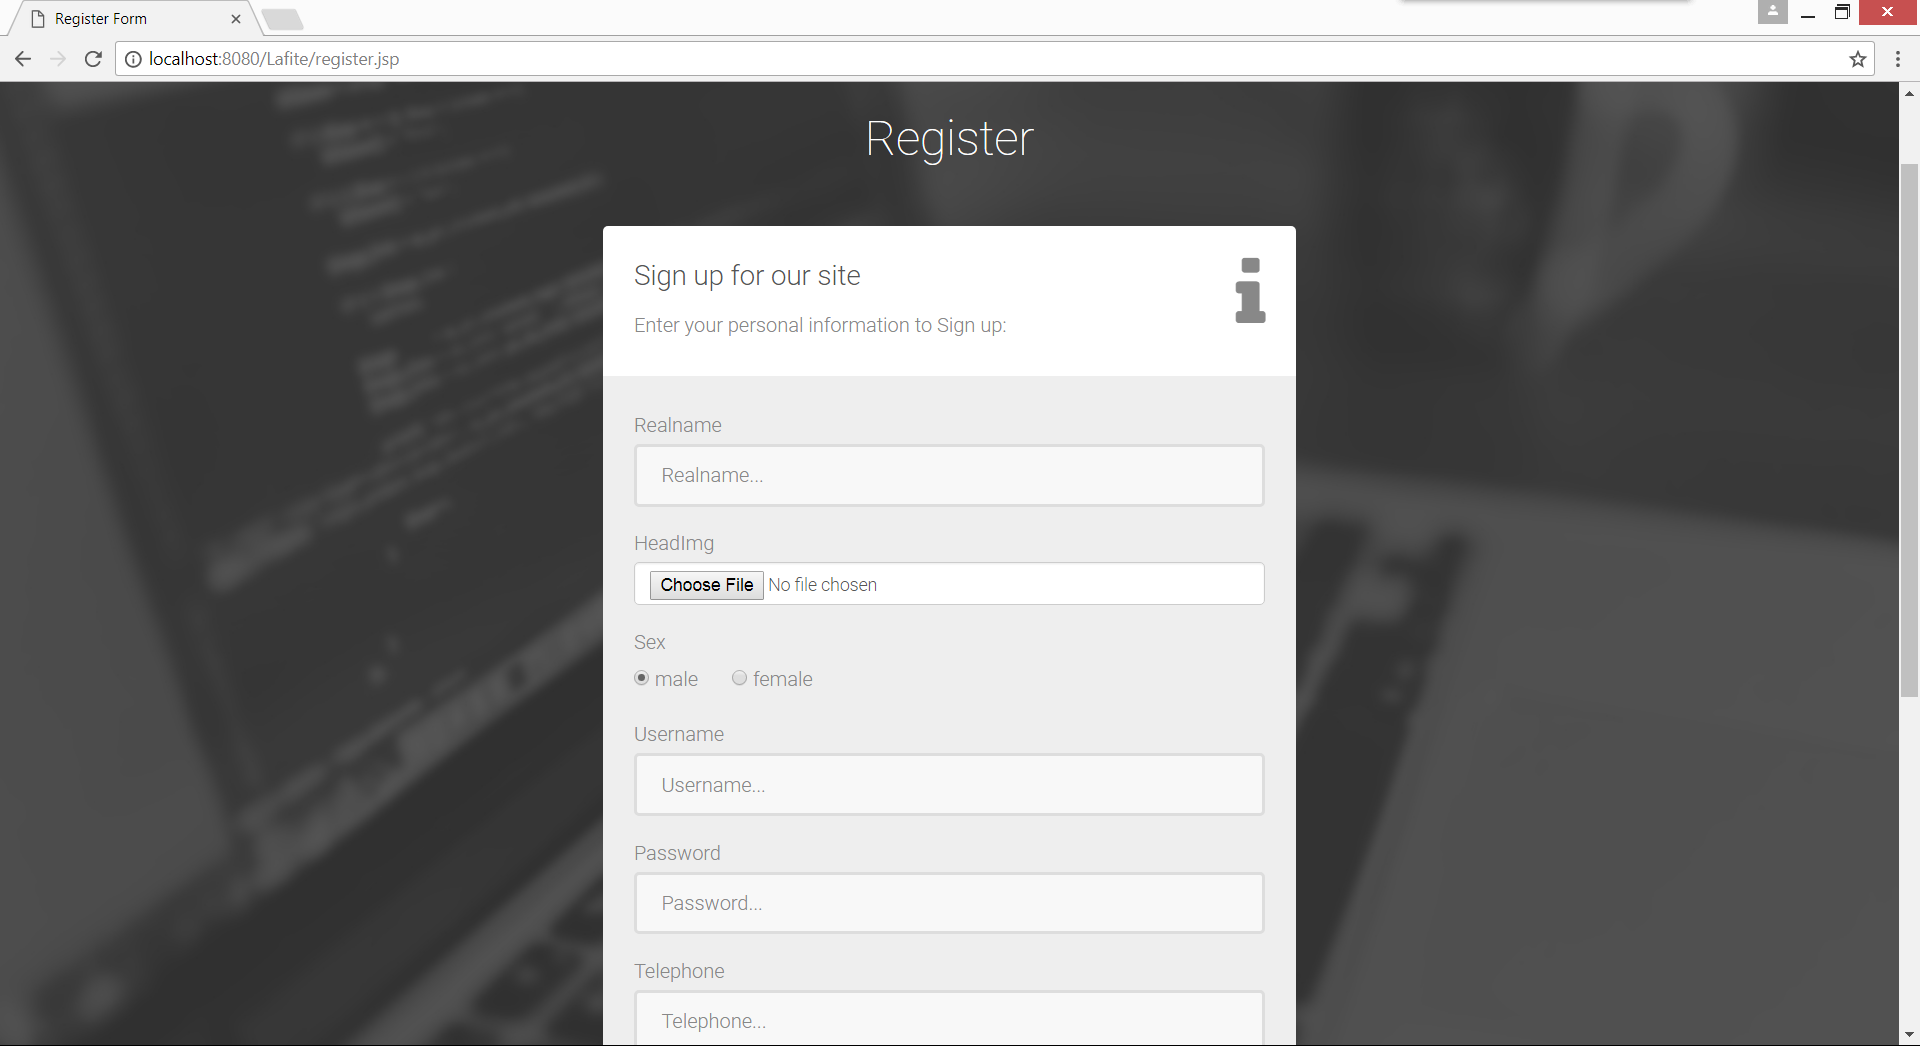 Register Form
localhost:8080/Lafite/register.jsp
Register
Sign up for our site
Enter your personal information to Sign up:
Realname
Realname...
HeadImg
Choose File No file chosen
Sex
male female
Username
Username...
Password
Password...
Telephone
Telephone...